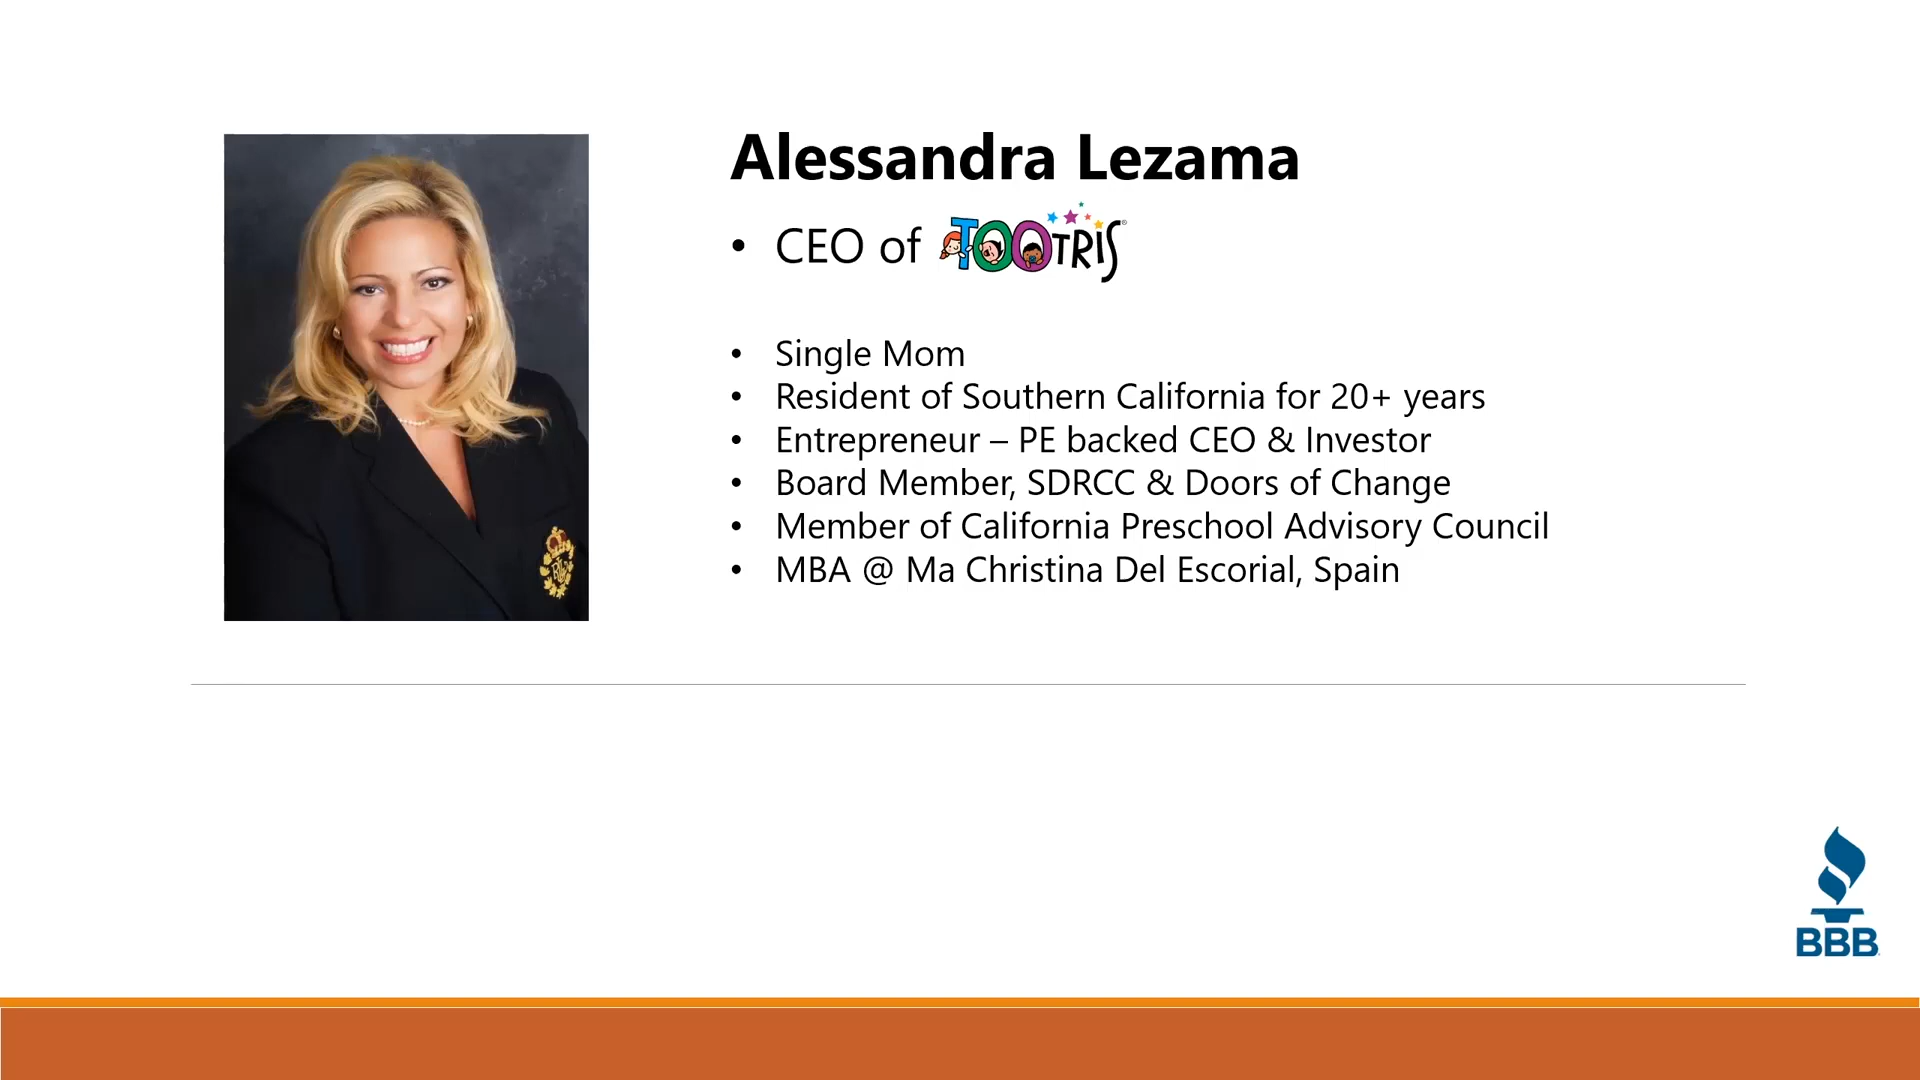 Alessandra Lezama
• CEO of TOOTRiS®
• Single Mom
• Resident of Southern California for 20+ years
• Entrepreneur – PE backed CEO & Investor
• Board Member, SDRCC & Doors of Change
• Member of California Preschool Advisory Council
• MBA @ Ma Christina Del Escorial, Spain
BBB